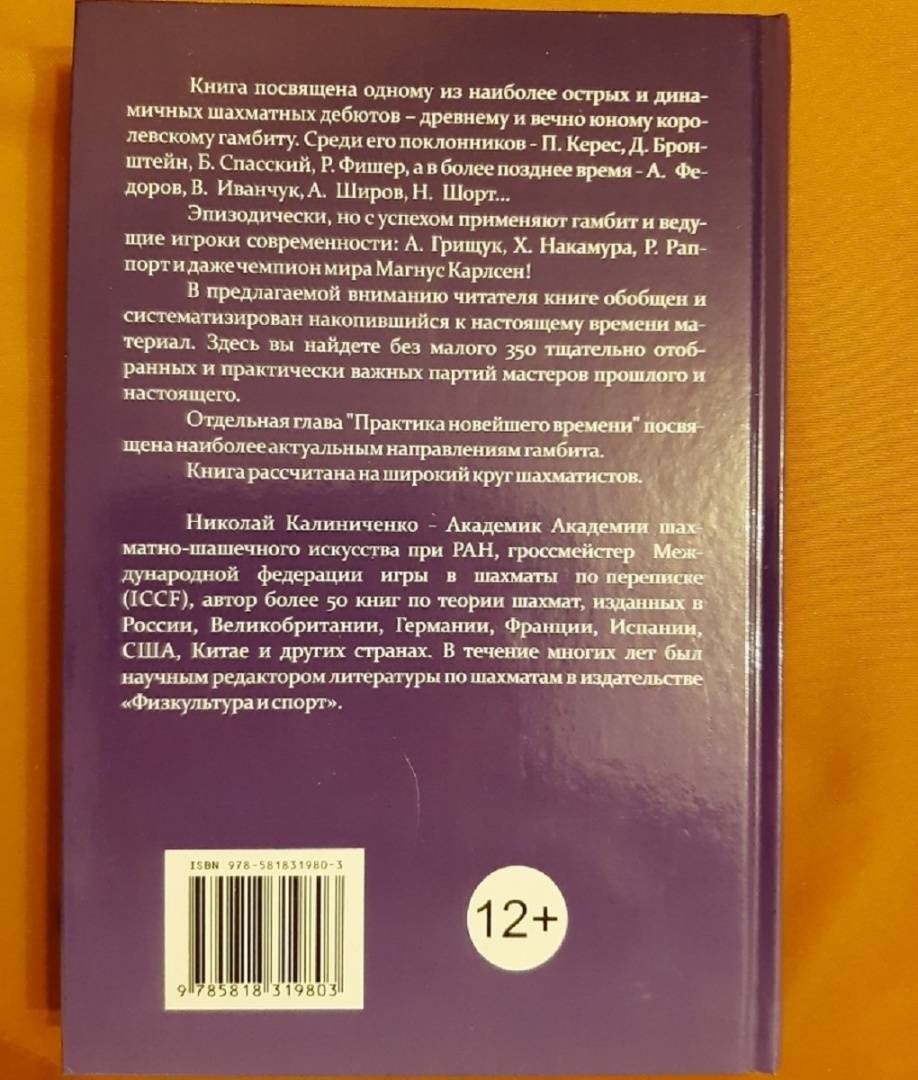 Книга посвящена одному из наиболее острых и дина-
мичных шахматных дебютов – древнему и вечно юному коро-
левскому гамбиту. Среди его поклонников - П. Керес, Д. Брон-
штейн, Б. Спасский, Р. Фишер, а в более позднее время - А. Фе-
доров, В. Иванчук, А. Широв, Н. Шорт...
Эпизодически, но с успехом применяют гамбит и веду-
щие игроки современности: А. Грищук, Х. Накамура, Р. Рап-
порт и даже чемпион мира Магнус Карлсен!
В предлагаемой вниманию читателя книге обобщен и
систематизирован накопившийся к настоящему времени ма-
териал. Здесь вы найдете без малого 350 тщательно отоб-
ранных и практически важных партий мастеров прошлого и
настоящего.
Отдельная глава "Практика новейшего времени" посвя-
щена наиболее актуальным направлениям гамбита.
Книга рассчитана на широкий круг шахматистов.
Николай Калиниченко - Академик Академии шах-
матно-шашечного искусства при РАН, гроссмейстер Меж-
дународной федерации игры в шахматы по переписке
(ICCF), автор более 50 книг по теории шахмат, изданных в
России, Великобритании, Германии, Франции, Испании,
США, Китае и других странах. В течение многих лет был
научным редактором литературы по шахматам в издательстве
«Физкультура и спорт».
ISBN 978-581831980-3
9 785818 319803
12+